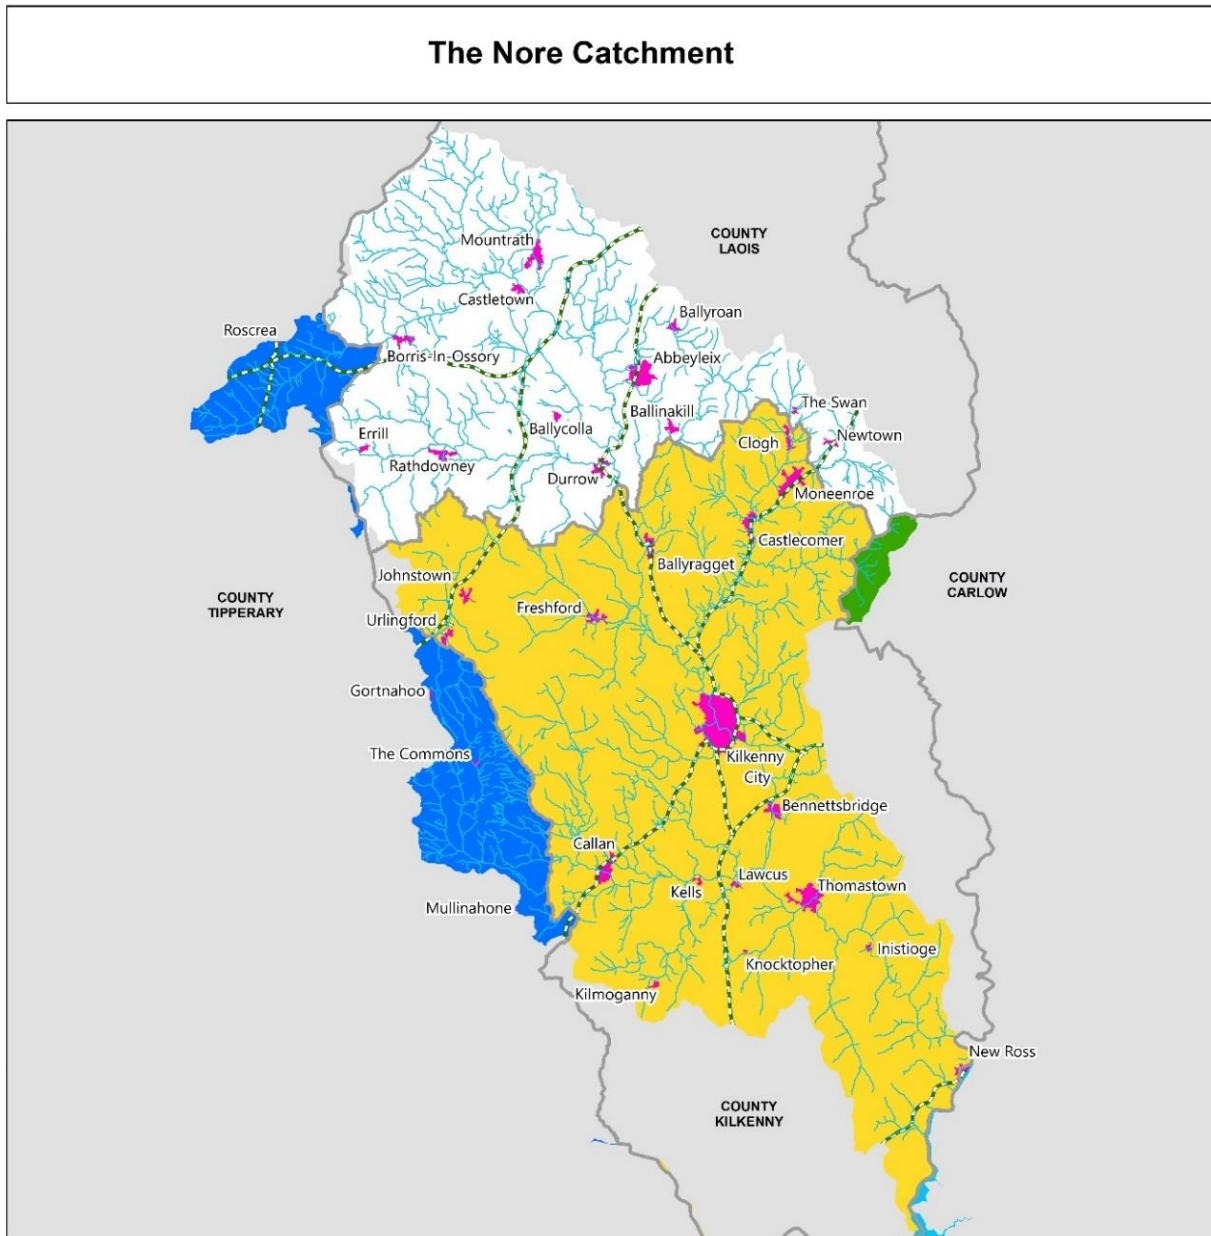 The Nore Catchment
COUNTY
LAOIS
Mountrath
Castletown
Ballyroan
Roscrea
Borris-In-Ossory
Abbeyleix
The Swan
Ballinakill
Ballycolla
Errill
Clogh
Newtown
Rathdowney
Durrow
Moneenroe
Castlecomer
Ballyragget
Johnstown
COUNTY
CARLOW
COUNTY
TIPPERARY
Freshford
Urlingford
Gortnahoo
The Commons
Kilkenny
City
Bennettsbridge
Callan
Lawcus
Kells
Thomastown
Mullinahone
Inistioge
Knocktopher
Kilmoganny
New Ross
COUNTY
KILKENNY